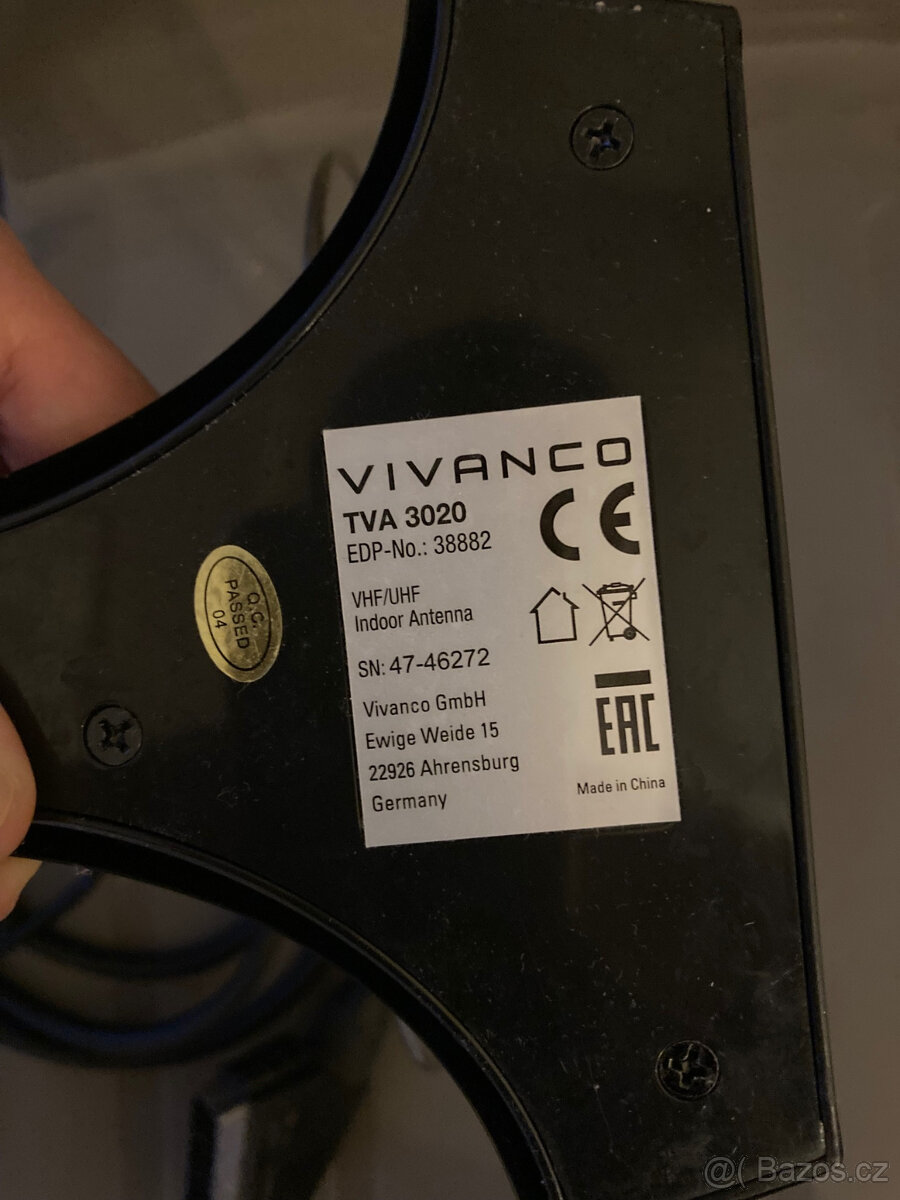 VIVANCO
TVA 3020
EDP-No.: 38882
CE
VHF/UHF
Indoor Antenna
SN: 47-46272
Vivanco GmbH
Ewige Weide 15
22926 Ahrensburg
Germany
EAC
Made in China
Q.C.
PASSED
04
@( Bazos.cz